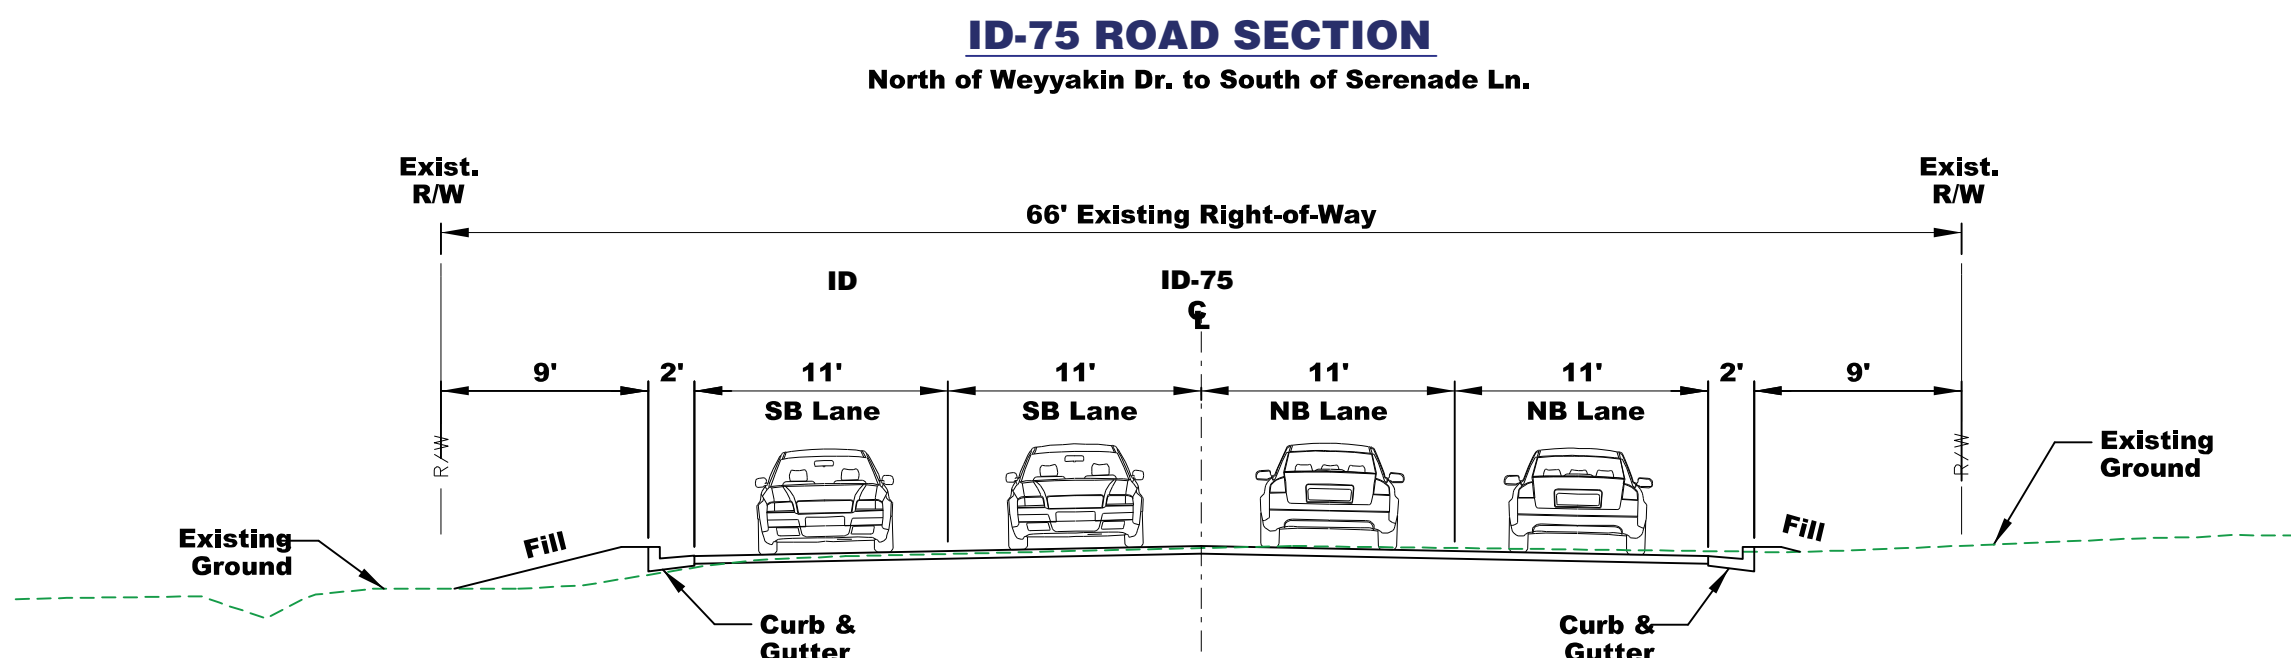 ID-75 ROAD SECTION
North of Weyyakin Dr. to South of Serenade Ln.
Exist.
R/W
Exist.
R/W
66' Existing Right-of-Way
ID
ID-75
CL
9'
2'
11'
11'
11'
11'
2'
9'
SB Lane
SB Lane
NB Lane
NB Lane
R/W
R/W
Existing
Ground
Existing
Ground
Fill
Fill
Curb &
Gutter
Curb &
Gutter